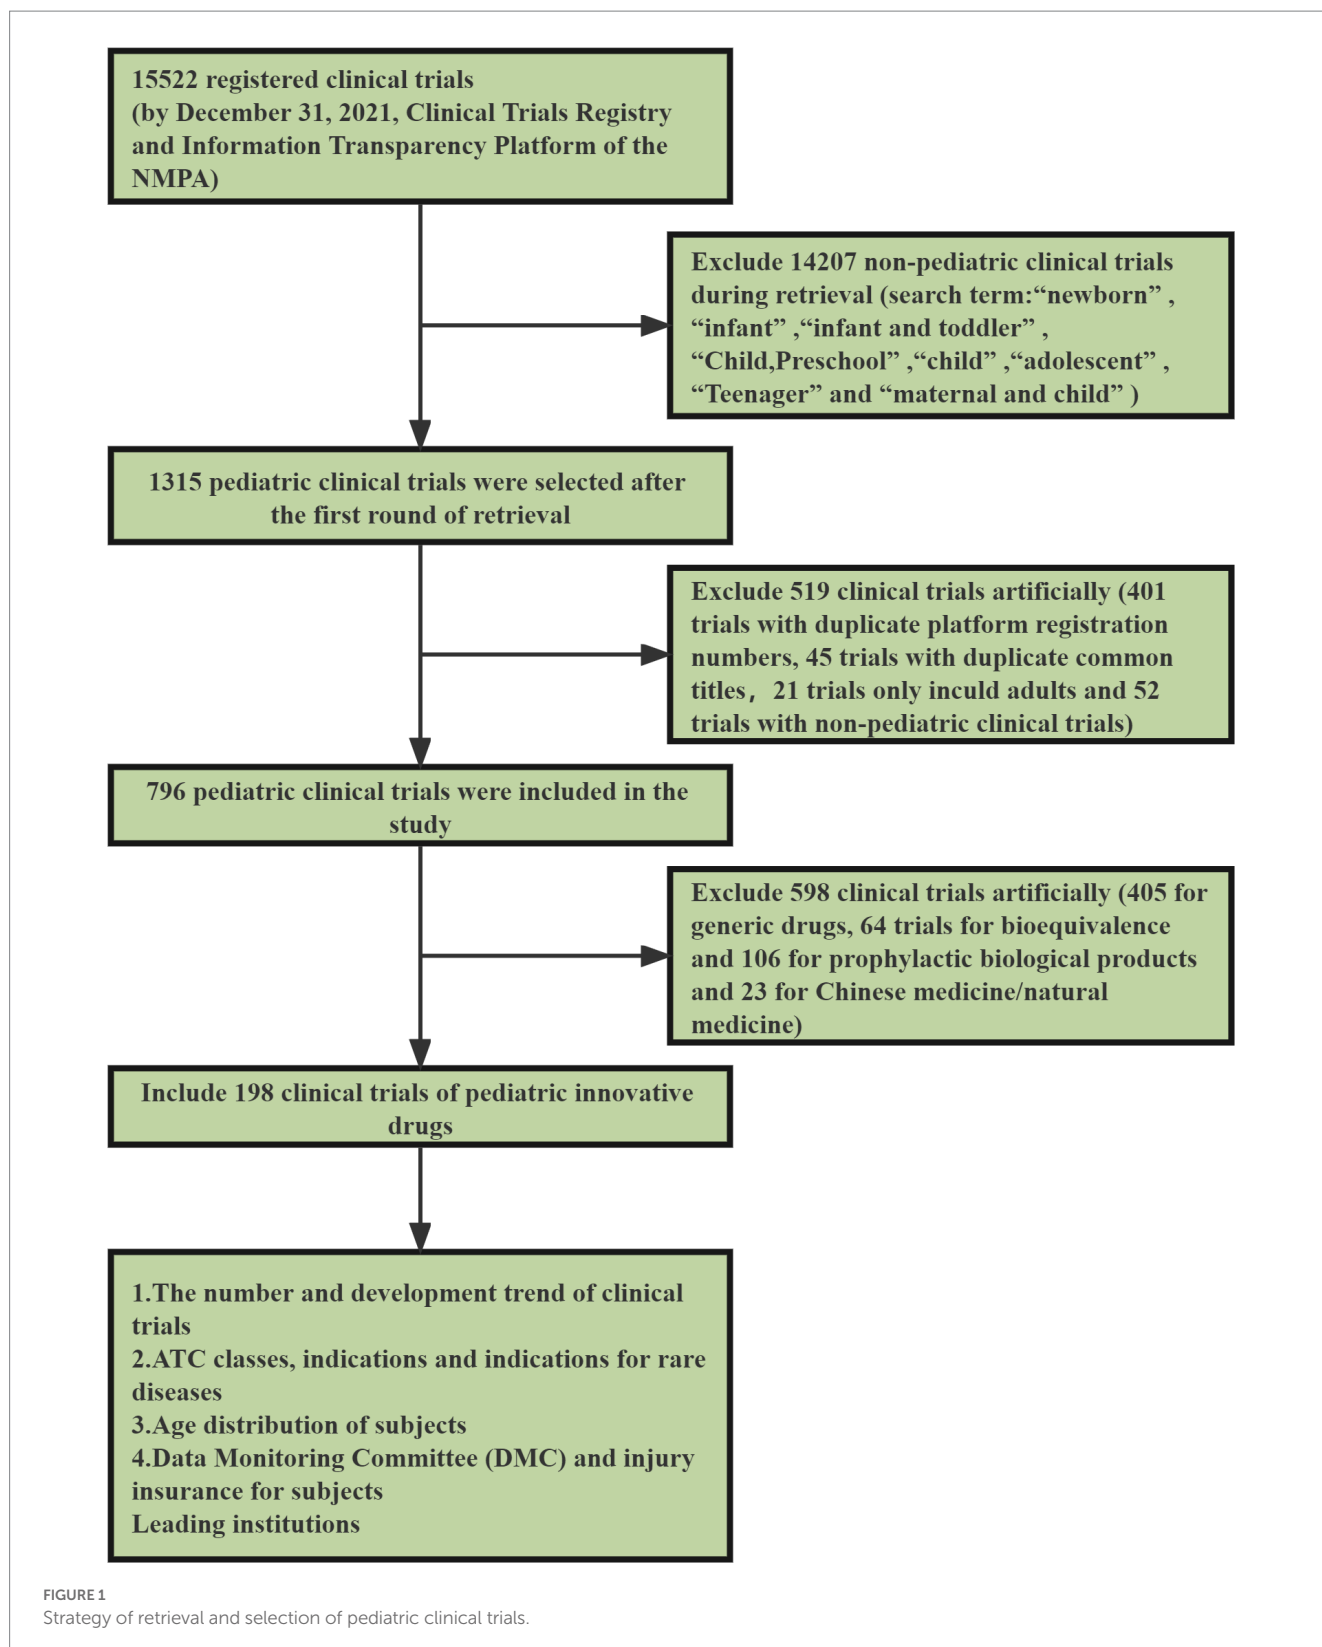 15522 registered clinical trials
(by December 31, 2021, Clinical Trials Registry
and Information Transparency Platform of the
NMPA)
Exclude 14207 non-pediatric clinical trials
during retrieval (search term:“newborn” ,
“infant” ,“infant and toddler” ,
“Child,Preschool” ,“child” ,“adolescent” ,
“Teenager” and “maternal and child” )
1315 pediatric clinical trials were selected after
the first round of retrieval
Exclude 519 clinical trials artificially (401
trials with duplicate platform registration
numbers, 45 trials with duplicate common
titles，21 trials only inculd adults and 52
trials with non-pediatric clinical trials)
796 pediatric clinical trials were included in the
study
Exclude 598 clinical trials artificially (405 for
generic drugs, 64 trials for bioequivalence
and 106 for prophylactic biological products
and 23 for Chinese medicine/natural
medicine)
Include 198 clinical trials of pediatric innovative
drugs
1.The number and development trend of clinical
trials
2.ATC classes, indications and indications for rare
diseases
3.Age distribution of subjects
4.Data Monitoring Committee (DMC) and injury
insurance for subjects
Leading institutions
FIGURE 1
Strategy of retrieval and selection of pediatric clinical trials.